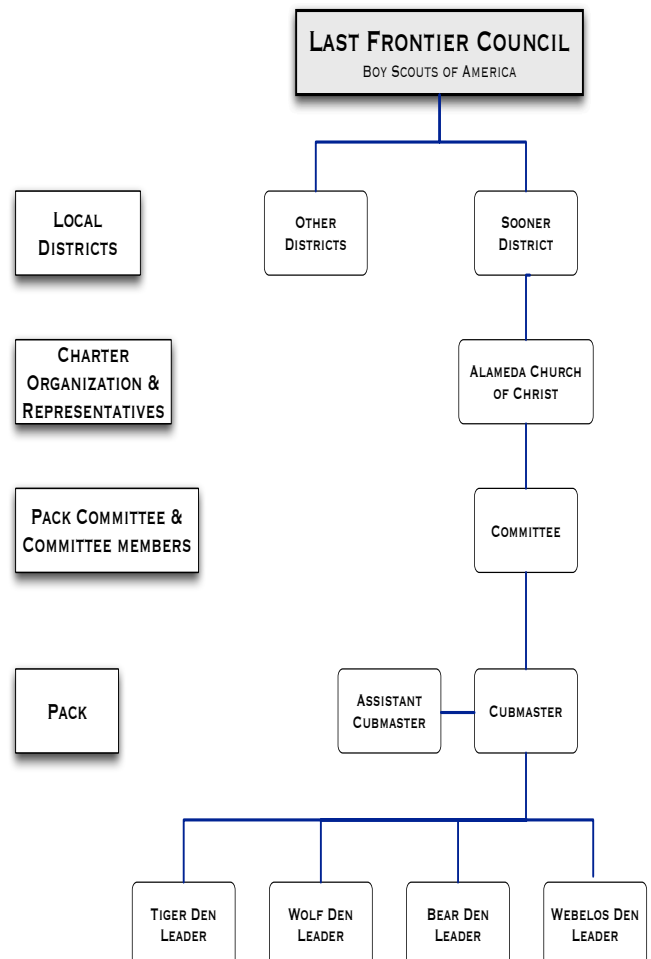 LAST FRONTIER COUNCIL
BOY SCOUTS OF AMERICA
LOCAL
DISTRICTS
OTHER
DISTRICTS
SOONER
DISTRICT
CHARTER
ORGANIZATION &
REPRESENTATIVES
ALAMEDA CHURCH
OF CHRIST
PACK COMMITTEE &
COMMITTEE MEMBERS
COMMITTEE
PACK
ASSISTANT
CUBMASTER
CUBMASTER
TIGER DEN
LEADER
WOLF DEN
LEADER
BEAR DEN
LEADER
WEBELOS DEN
LEADER